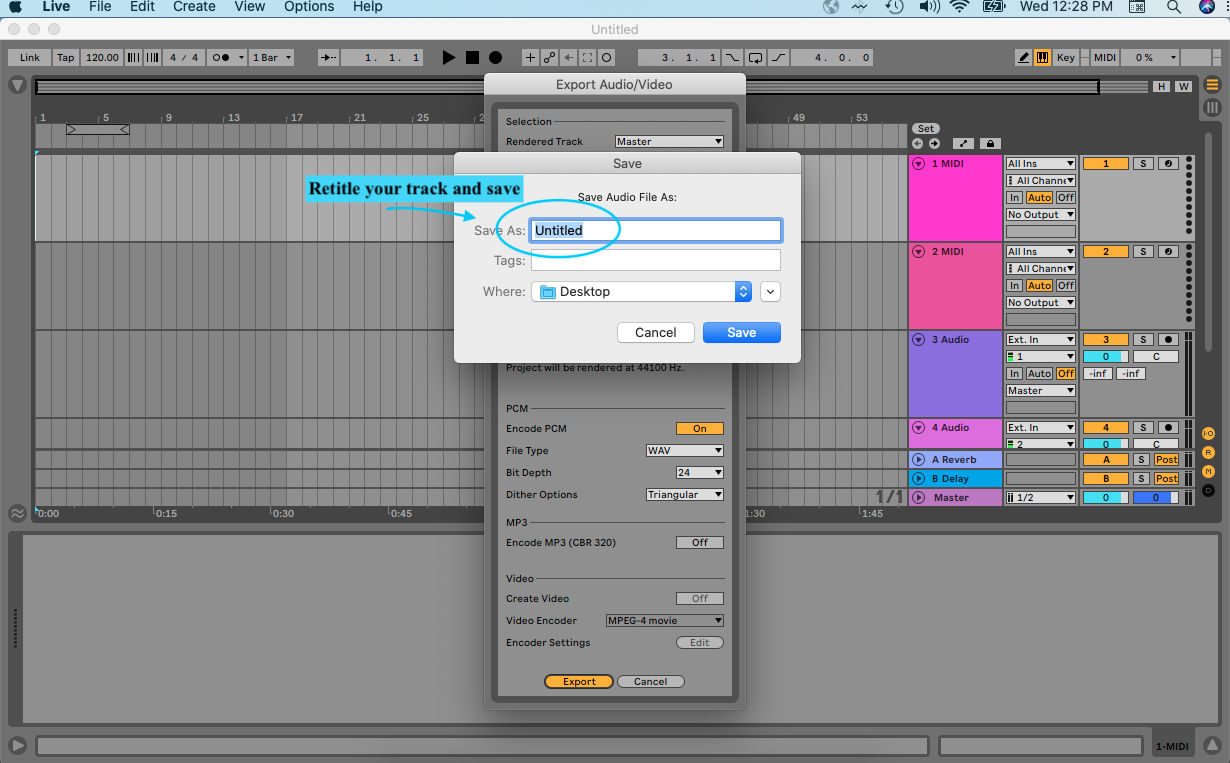 Live File Edit Create View Options Help Wed 12:28 PM
Untitled
Link Tap 120.00 4 / 4 1 Bar 1. 1. 1 3. 1. 1 4. 0. 0 Key MIDI 0 %
Export Audio/Video
H W
1 5 9 13 17 21 25 2 49 53
Set
Selection
Rendered Track Master
Save
Save Audio File As:
Retitle your track and save
Save As: Untitled
Tags:
Where: Desktop
Cancel Save
1 MIDI All Ins 1 S
All Channe
In Auto Off
No Output
2 MIDI All Ins 2 S
All Channe
In Auto Off
No Output
3 Audio Ext. In 3 S
1 0 C
In Auto Off -inf -inf
Master
4 Audio Ext. In 4 S
2 0 C
A Reverb A S Post
B Delay B S Post
1/1 Master 1/2 0 0
I·O
R
M
D
0:00 0:15 0:30 0:45 1:30 1:45
Project will be rendered at 44100 Hz.
PCM
Encode PCM On
File Type WAV
Bit Depth 24
Dither Options Triangular
MP3
Encode MP3 (CBR 320) Off
Video
Create Video Off
Video Encoder MPEG-4 movie
Encoder Settings Edit
Export Cancel
1-MIDI